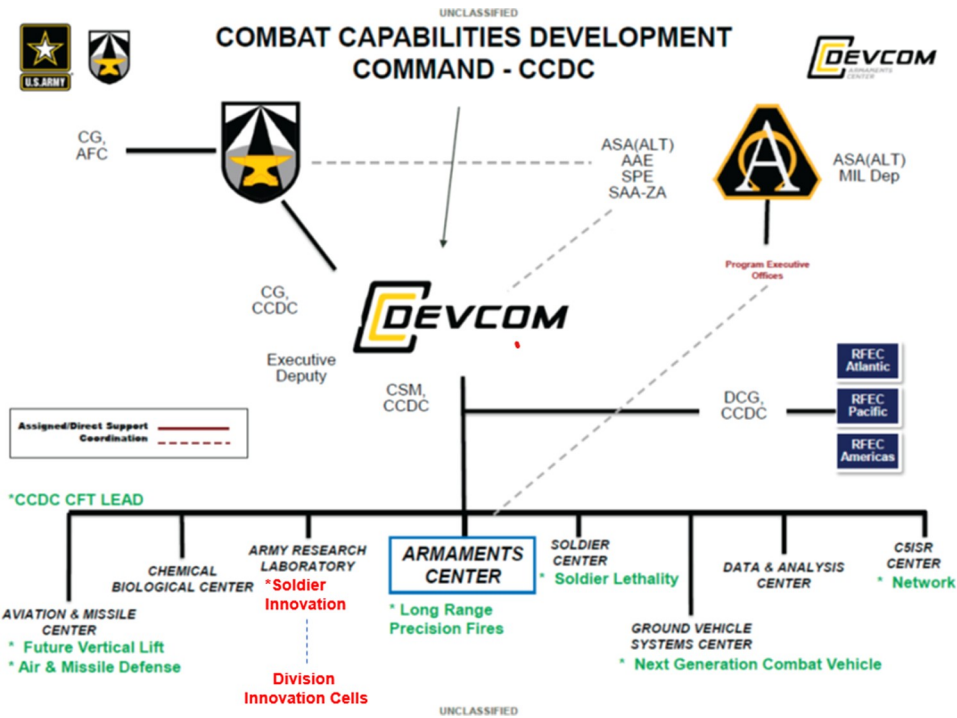 UNCLASSIFIED
COMBAT CAPABILITIES DEVELOPMENT
COMMAND - CCDC
U.S.ARMY
DEVCOM
ARMAMENTS
CENTER
CG,
AFC
ASA(ALT)
AAE
SPE
SAA-ZA
A
ASA(ALT)
MIL Dep
Program Executive
Offices
CG,
CCDC
DEVCOM
Executive
Deputy
CSM,
CCDC
DCG,
CCDC
RFEC
Atlantic
RFEC
Pacific
RFEC
Americas
Assigned/Direct Support
Coordination
*CCDC CFT LEAD
AVIATION & MISSILE
CENTER
* Future Vertical Lift
* Air & Missile Defense
CHEMICAL
BIOLOGICAL CENTER
ARMY RESEARCH
LABORATORY
*Soldier
Innovation
Division
Innovation Cells
ARMAMENTS
CENTER
* Long Range
Precision Fires
SOLDIER
CENTER
* Soldier Lethality
GROUND VEHICLE
SYSTEMS CENTER
* Next Generation Combat Vehicle
DATA & ANALYSIS
CENTER
C5ISR
CENTER
* Network
UNCLASSIFIED